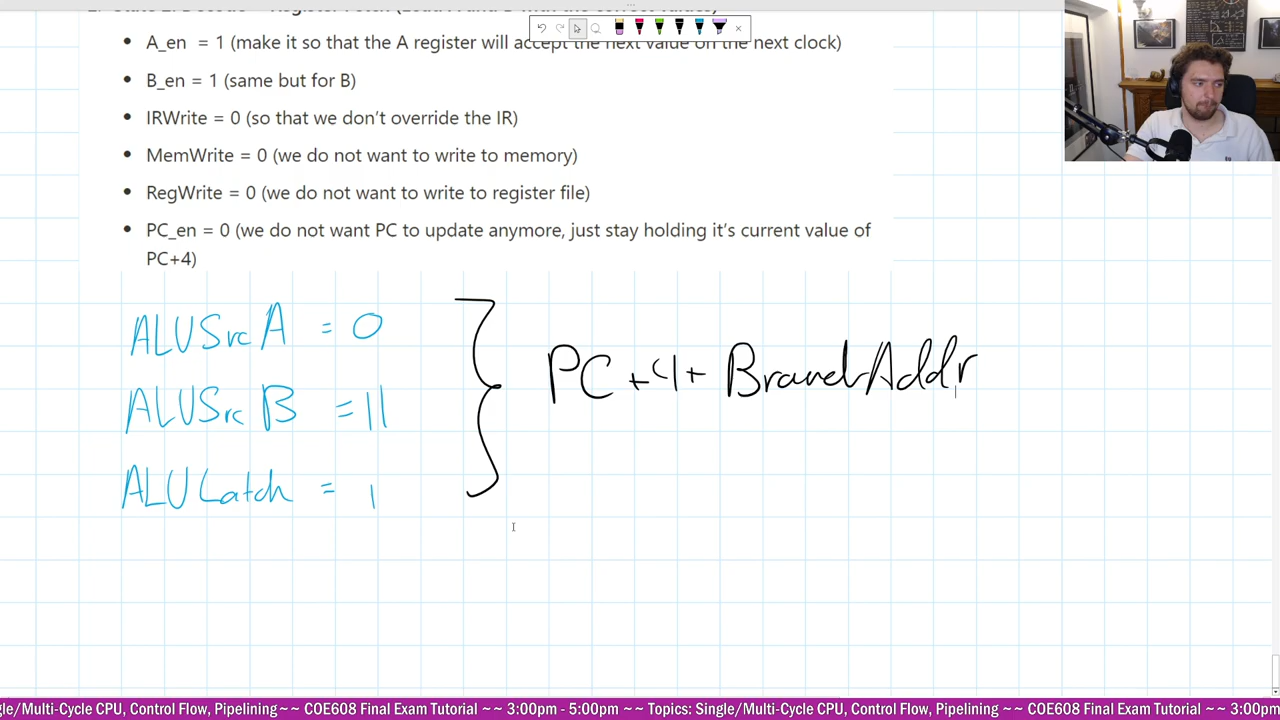 A_en = 1 (make it so that the A register will accept the next value on the next clock)
B_en = 1 (same but for B)
IRWrite = 0 (so that we don't override the IR)
MemWrite = 0 (we do not want to write to memory)
RegWrite = 0 (we do not want to write to register file)
PC_en = 0 (we do not want PC to update anymore, just stay holding it's current value of
PC+4)
ALUSrcA = 0
ALUSrcB = 11
ALULatch = 1
PC+4+ BranchAddr
gle/Multi-Cycle CPU, Control Flow, Pipelining ~~ COE608 Final Exam Tutorial ~~ 3:00pm - 5:00pm ~~ Topics: Single/Multi-Cycle CPU, Control Flow, Pipelining ~~ COE608 Final Exam Tutorial ~~ 3:00pm